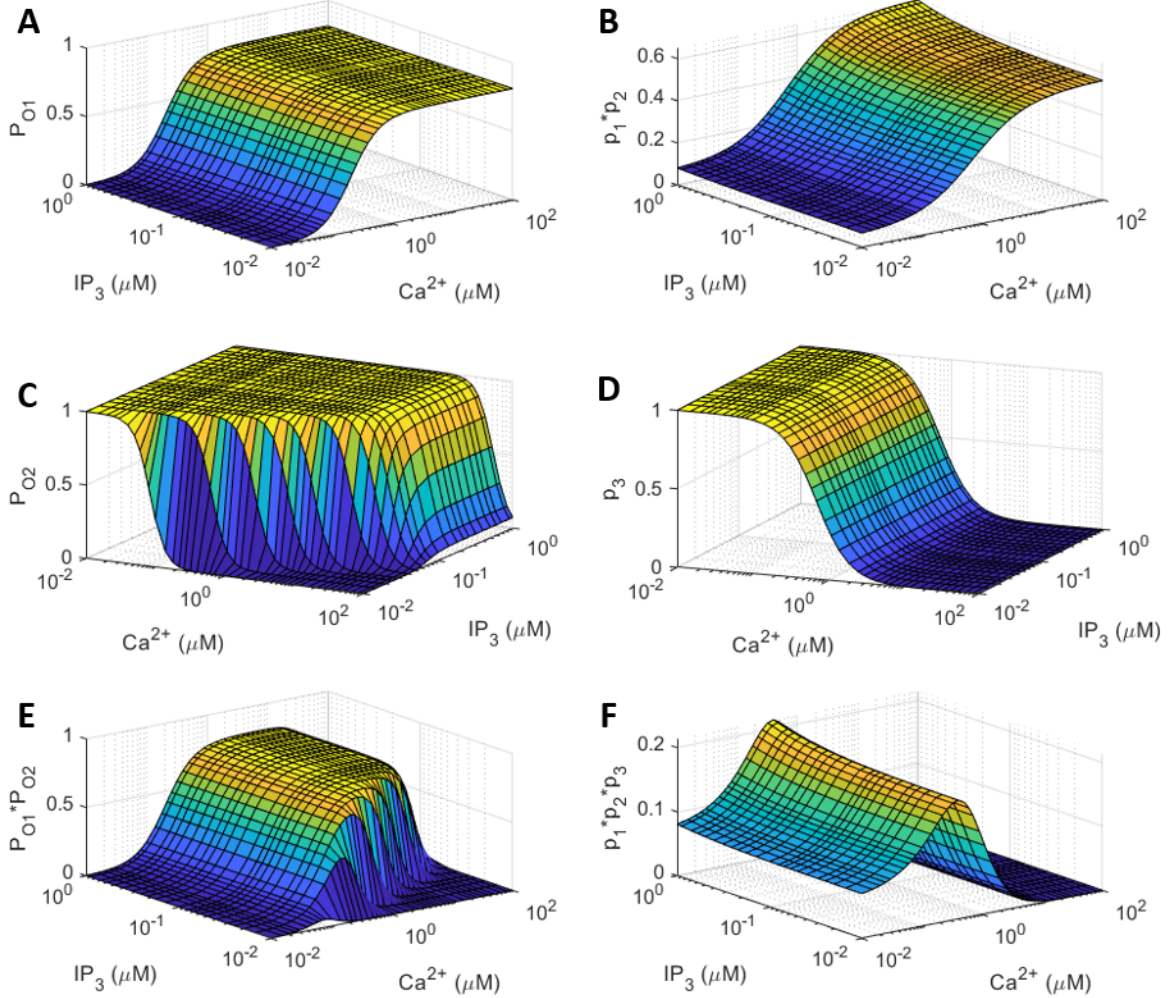 A
1
0.5
0
P_O1
10^0
10^-1
10^-2
IP_3 (μM)
10^-2
10^0
10^2
Ca^2+ (μM)
B
0.6
0.4
0.2
0
p_1*p_2
10^0
10^-1
10^-2
IP_3 (μM)
10^-2
10^0
10^2
Ca^2+ (μM)
C
1
0.5
0
P_O2
10^-2
10^0
10^2
Ca^2+ (μM)
10^-2
10^-1
10^0
IP_3 (μM)
D
1
0.5
0
p_3
10^-2
10^0
10^2
Ca^2+ (μM)
10^-2
10^-1
10^0
IP_3 (μM)
E
1
0.5
0
P_O1*P_O2
10^0
10^-1
10^-2
IP_3 (μM)
10^-2
10^0
10^2
Ca^2+ (μM)
F
0.2
0.1
0
p_1*p_2*p_3
10^0
10^-1
10^-2
IP_3 (μM)
10^-2
10^0
10^2
Ca^2+ (μM)